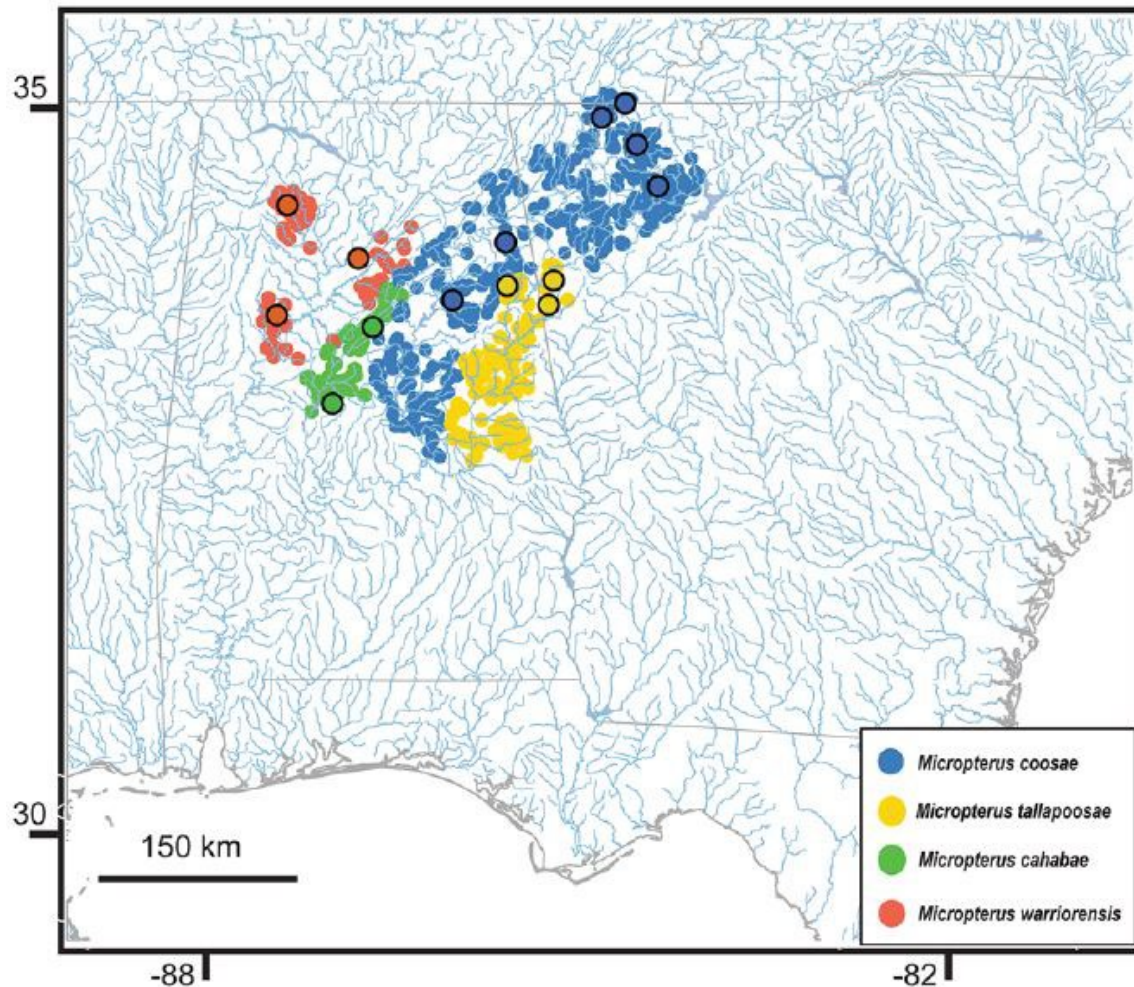 35
30
150 km
Micropterus coosae
Micropterus tallapoosae
Micropterus cahabae
Micropterus warriorensis
-88
-82